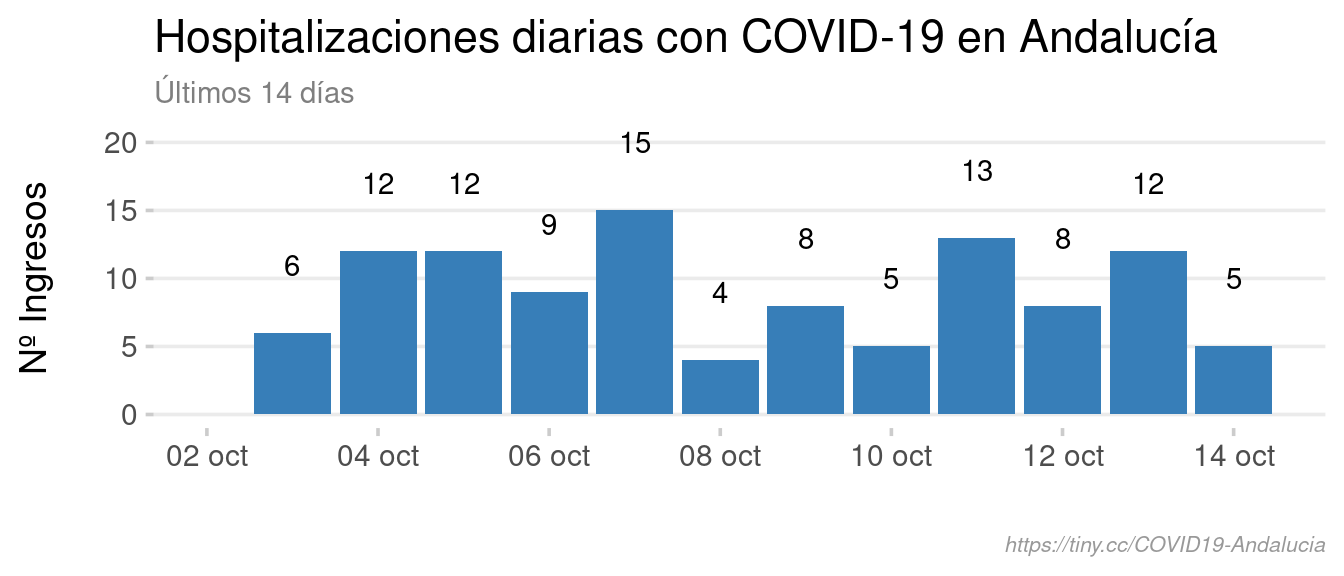 Hospitalizaciones diarias con COVID-19 en Andalucía
Últimos 14 días
Nº Ingresos
20
15
10
5
0
6
12
12
9
15
4
8
5
13
8
12
5
02 oct
04 oct
06 oct
08 oct
10 oct
12 oct
14 oct
https://tiny.cc/COVID19-Andalucia